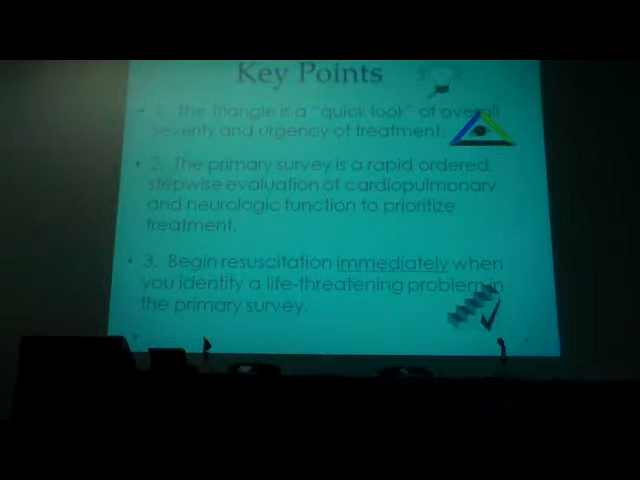 Key Points
• 1. The Triangle is a "quick look" of overall
severity and urgency of treatment.
• 2. The primary survey is a rapid ordered,
stepwise evaluation of cardiopulmonary
and neurologic function to prioritize
treatment.
• 3. Begin resuscitation immediately when
you identify a life-threatening problem in
the primary survey.